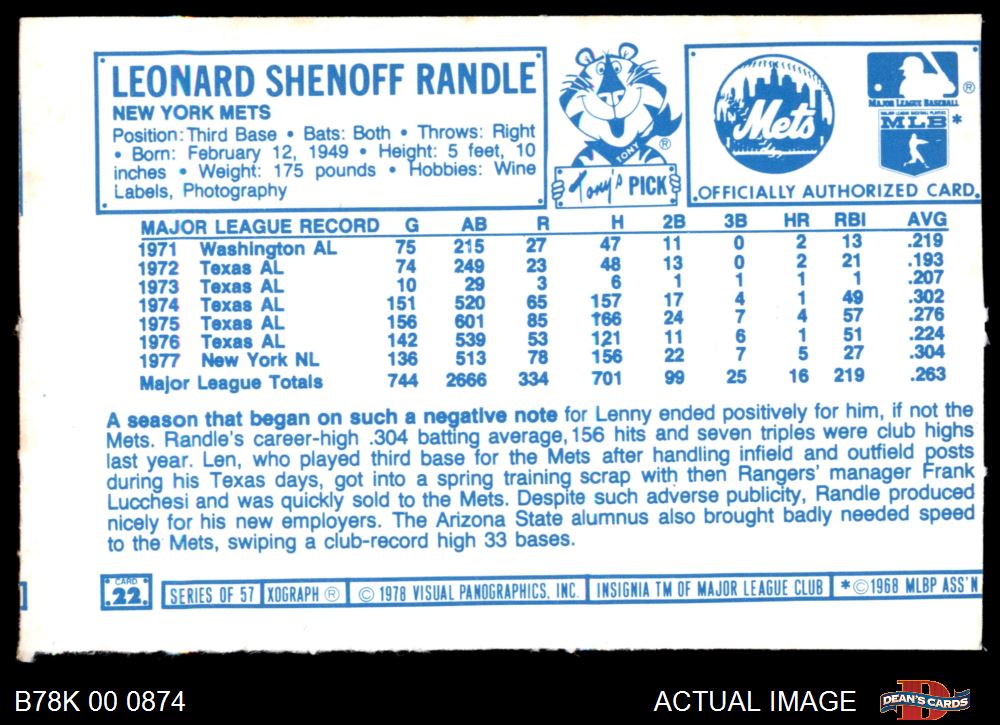 LEONARD SHENOFF RANDLE
NEW YORK METS
Position: Third Base • Bats: Both • Throws: Right
• Born: February 12, 1949 • Height: 5 feet, 10
inches • Weight: 175 pounds • Hobbies: Wine
Labels, Photography
TONY
®
Tony's PICK
Mets
®
MAJOR LEAGUE BASEBALL
MAJOR LEAGUE BASEBALL PLAYERS
MLB *
OFFICIALLY AUTHORIZED CARD
MAJOR LEAGUE RECORD G AB R H 2B 3B HR RBI AVG
1971 Washington AL 75 215 27 47 11 0 2 13 .219
1972 Texas AL 74 249 23 48 13 0 2 21 .193
1973 Texas AL 10 29 3 6 1 1 1 1 .207
1974 Texas AL 151 520 65 157 17 4 1 49 .302
1975 Texas AL 156 601 85 166 24 7 4 57 .276
1976 Texas AL 142 539 53 121 11 6 1 51 .224
1977 New York NL 136 513 78 156 22 7 5 27 .304
Major League Totals 744 2666 334 701 99 25 16 219 .263
A season that began on such a negative note for Lenny ended positively for him, if not the
Mets. Randle's career-high .304 batting average, 156 hits and seven triples were club highs
last year. Len, who played third base for the Mets after handling infield and outfield posts
during his Texas days, got into a spring training scrap with then Rangers' manager Frank
Lucchesi and was quickly sold to the Mets. Despite such adverse publicity, Randle produced
nicely for his new employers. The Arizona State alumnus also brought badly needed speed
to the Mets, swiping a club-record high 33 bases.
CARD
22
SERIES OF 57 XOGRAPH ® © 1978 VISUAL PANOGRAPHICS, INC. INSIGNIA TM OF MAJOR LEAGUE CLUB *© 1968 MLBP ASS'N
B78K 00 0874
ACTUAL IMAGE
DEAN'S CARDS